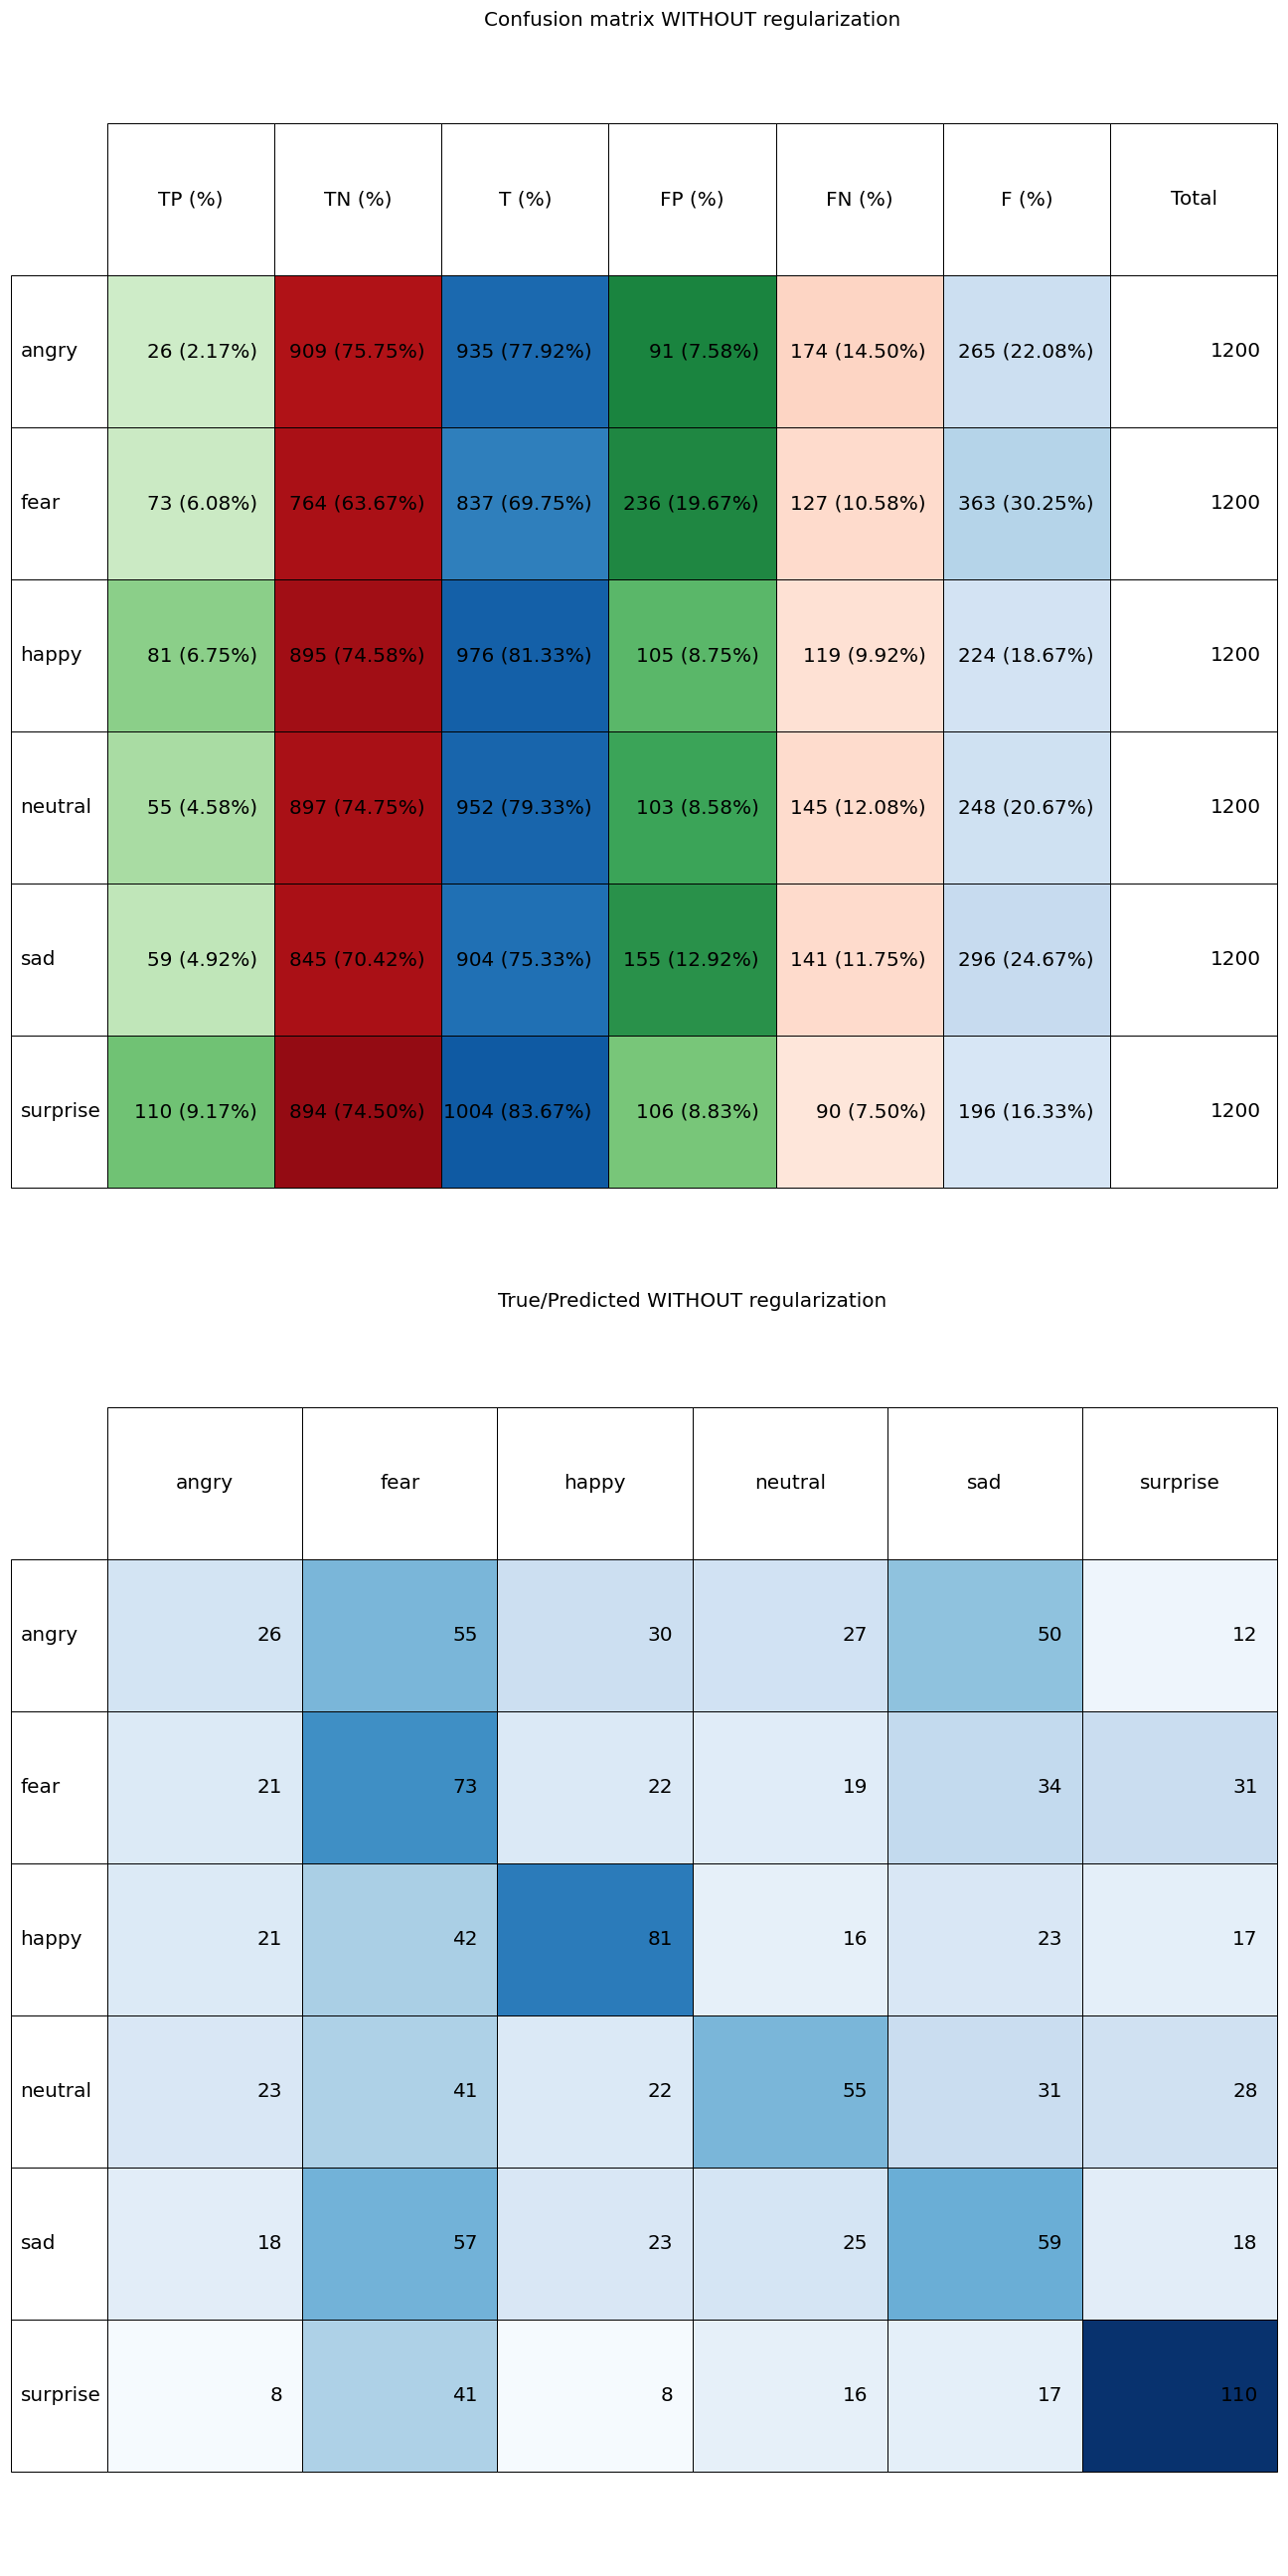 Confusion matrix WITHOUT regularization
TP (%) TN (%) T (%) FP (%) FN (%) F (%) Total
angry 26 (2.17%) 909 (75.75%) 935 (77.92%) 91 (7.58%) 174 (14.50%) 265 (22.08%) 1200
fear 73 (6.08%) 764 (63.67%) 837 (69.75%) 236 (19.67%) 127 (10.58%) 363 (30.25%) 1200
happy 81 (6.75%) 895 (74.58%) 976 (81.33%) 105 (8.75%) 119 (9.92%) 224 (18.67%) 1200
neutral 55 (4.58%) 897 (74.75%) 952 (79.33%) 103 (8.58%) 145 (12.08%) 248 (20.67%) 1200
sad 59 (4.92%) 845 (70.42%) 904 (75.33%) 155 (12.92%) 141 (11.75%) 296 (24.67%) 1200
surprise 110 (9.17%) 894 (74.50%) 1004 (83.67%) 106 (8.83%) 90 (7.50%) 196 (16.33%) 1200
True/Predicted WITHOUT regularization
angry fear happy neutral sad surprise
angry 26 55 30 27 50 12
fear 21 73 22 19 34 31
happy 21 42 81 16 23 17
neutral 23 41 22 55 31 28
sad 18 57 23 25 59 18
surprise 8 41 8 16 17 110